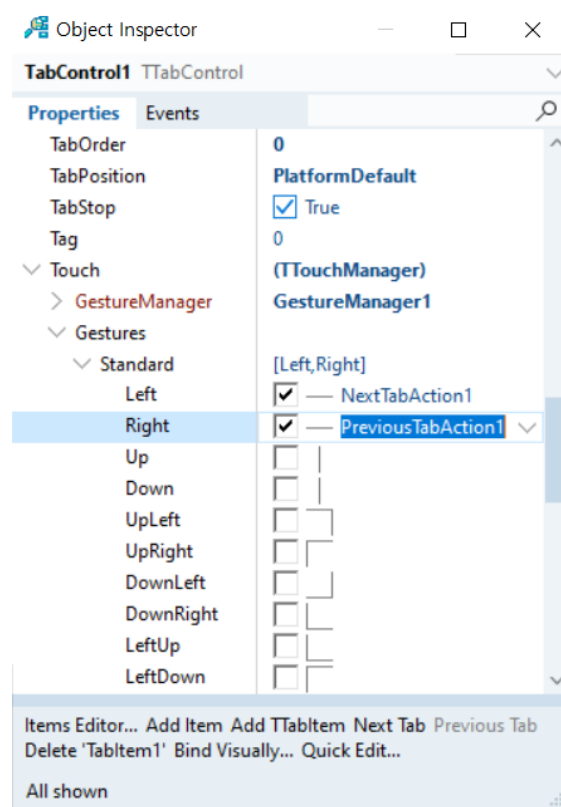 Object Inspector
TabControl1 TTabControl
Properties Events
TabOrder 0
TabPosition PlatformDefault
TabStop True
Tag 0
Touch (TTouchManager)
GestureManager GestureManager1
Gestures
Standard [Left,Right]
Left NextTabAction1
Right PreviousTabAction1
Up
Down
UpLeft
UpRight
DownLeft
DownRight
LeftUp
LeftDown
Items Editor... Add Item Add TTabItem Next Tab Previous Tab
Delete 'TabItem1' Bind Visually... Quick Edit...
All shown